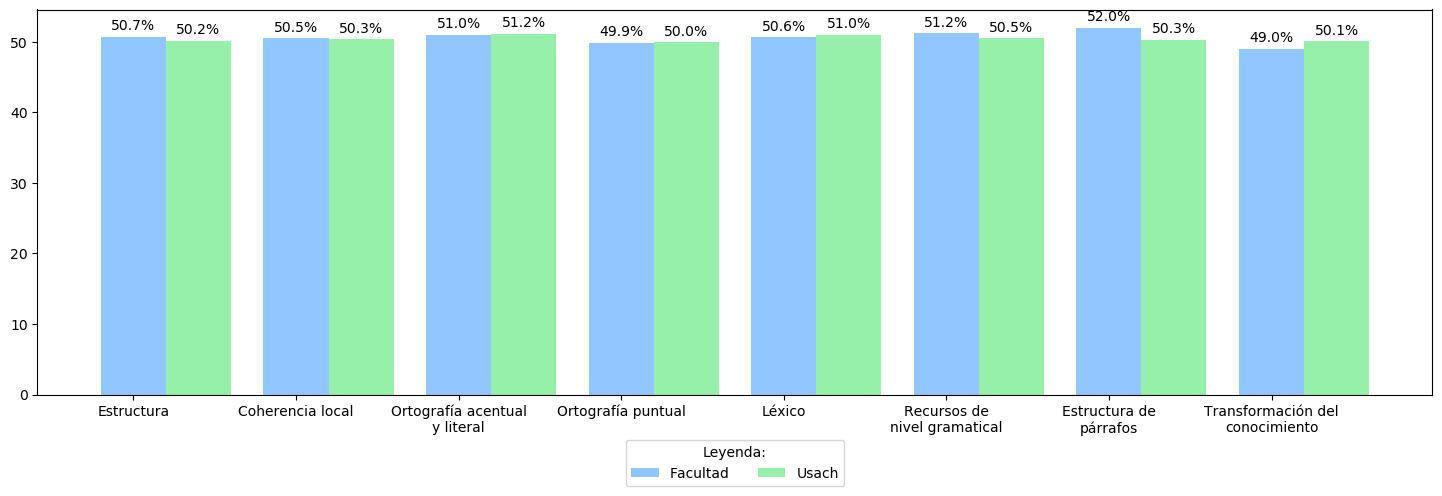 50.7% 50.2% 50.5% 50.3% 51.0% 51.2% 49.9% 50.0% 50.6% 51.0% 51.2% 50.5% 52.0% 50.3% 49.0% 50.1%
50
40
30
20
10
0
Estructura
Coherencia local
Ortografía acentual
y literal
Ortografía puntual
Léxico
Recursos de
nivel gramatical
Estructura de
párrafos
Transformación del
conocimiento
Leyenda:
Facultad Usach